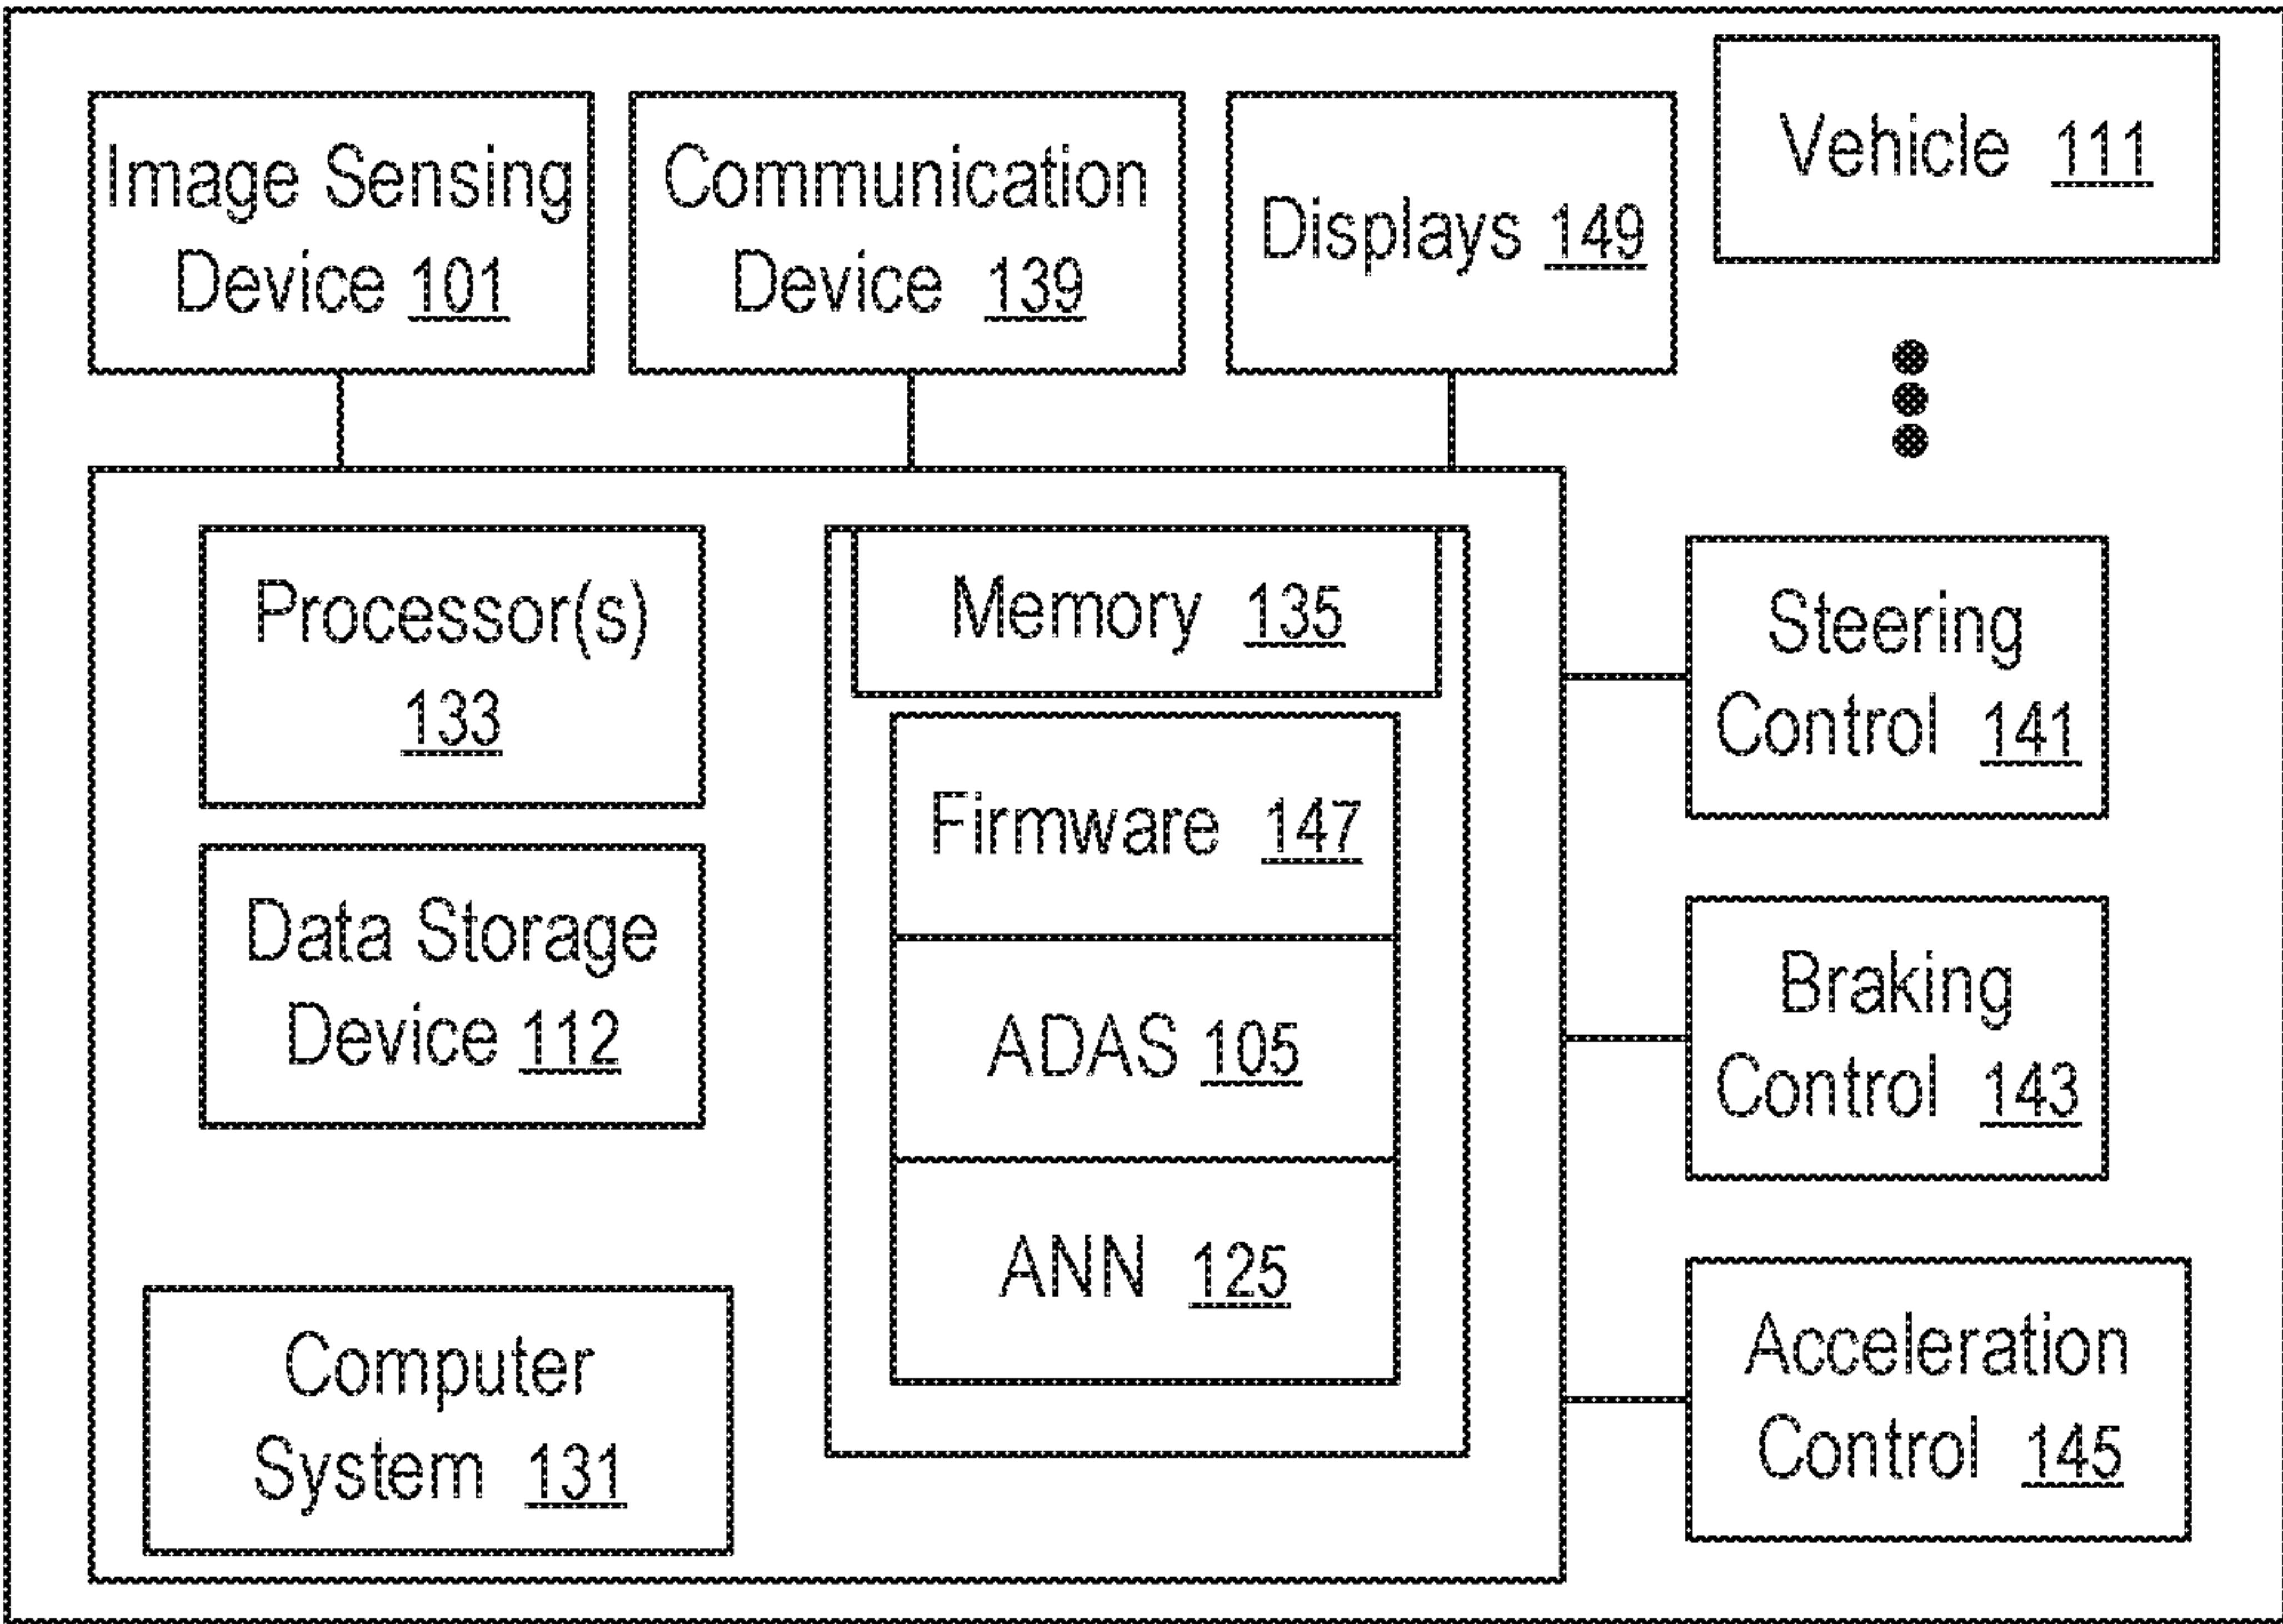 Image Sensing
Device 101
Communication
Device 139
Displays 149
Vehicle 111
Processor(s)
133
Data Storage
Device 112
Computer
System 131
Memory 135
Firmware 147
ADAS 105
ANN 125
Steering
Control 141
Braking
Control 143
Acceleration
Control 145